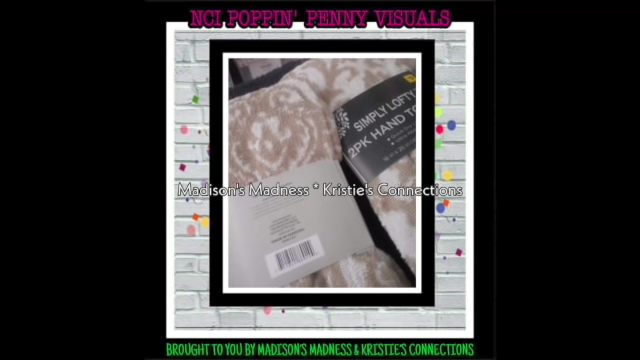 NCI POPPIN' PENNY VISUALS
SIMPLY LOFTY
2PK HAND TO
Madison's Madness * Kristie's Connections
BROUGHT TO YOU BY MADISON'S MADNESS & KRISTIE'S CONNECTIONS